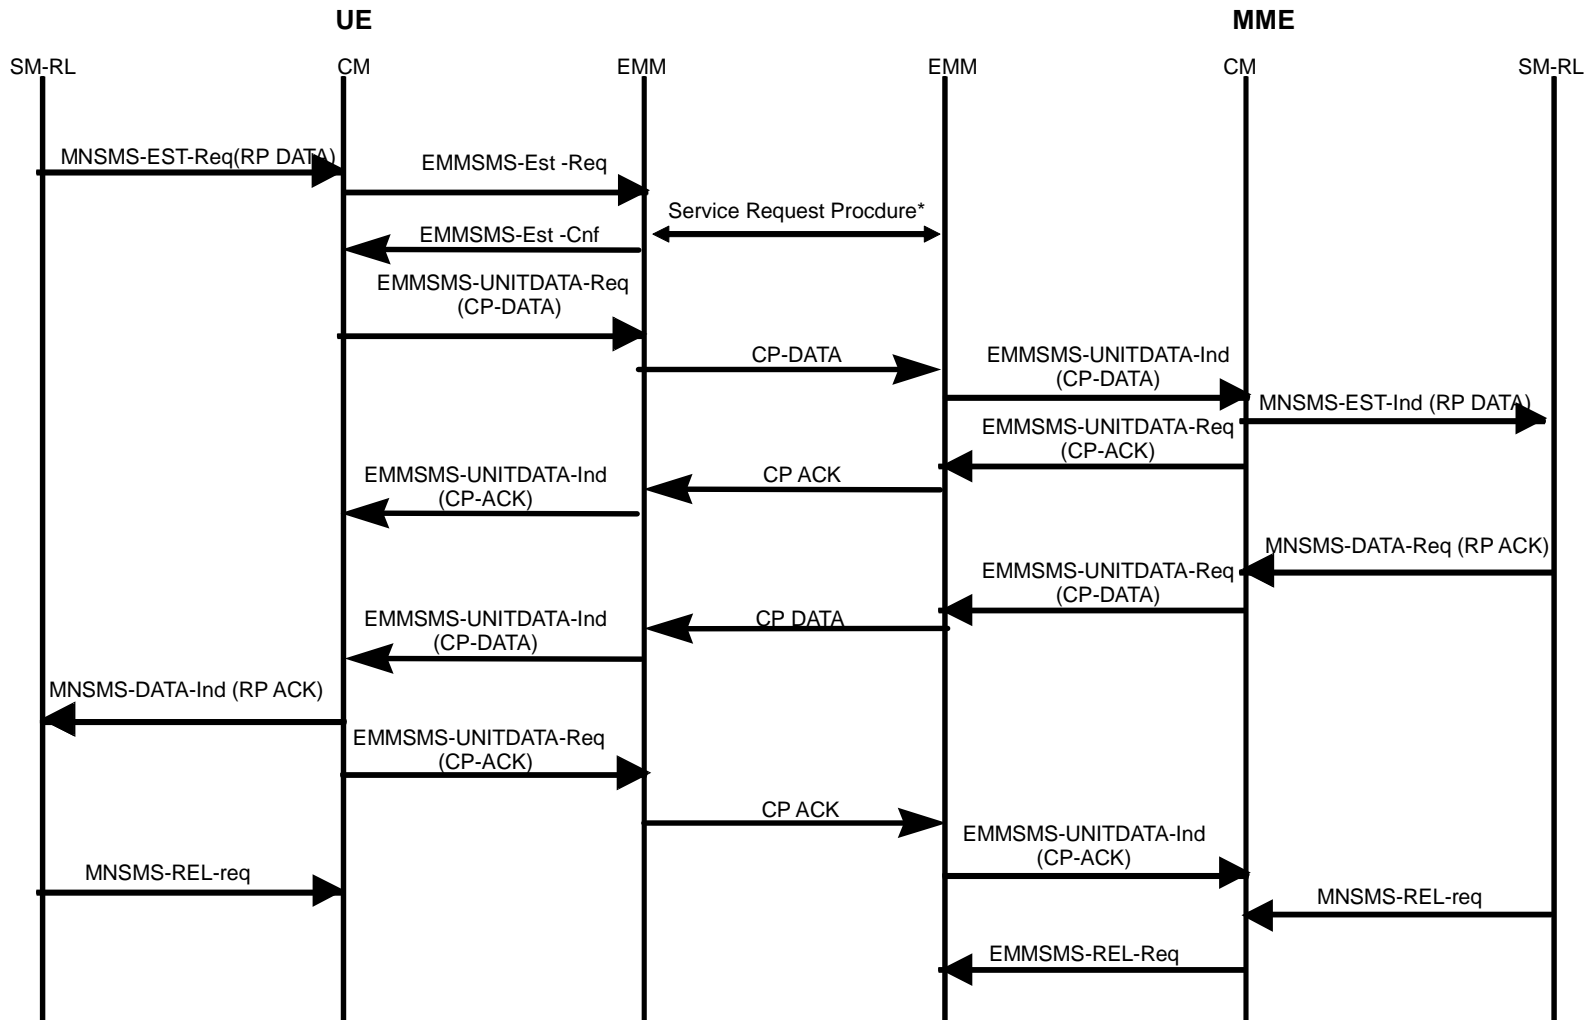 UE
MME
SM-RL
CM
EMM
EMM
CM
SM-RL
MNSMS-EST-Req(RP DATA)
EMMSMS-Est -Req
Service Request Procdure*
EMMSMS-Est -Cnf
EMMSMS-UNITDATA-Req
(CP-DATA)
CP-DATA
EMMSMS-UNITDATA-Ind
(CP-DATA)
MNSMS-EST-Ind (RP DATA)
EMMSMS-UNITDATA-Req
(CP-ACK)
CP ACK
EMMSMS-UNITDATA-Ind
(CP-ACK)
MNSMS-DATA-Req (RP ACK)
EMMSMS-UNITDATA-Req
(CP-DATA)
CP DATA
EMMSMS-UNITDATA-Ind
(CP-DATA)
MNSMS-DATA-Ind (RP ACK)
EMMSMS-UNITDATA-Req
(CP-ACK)
CP ACK
EMMSMS-UNITDATA-Ind
(CP-ACK)
MNSMS-REL-req
MNSMS-REL-req
EMMSMS-REL-Req